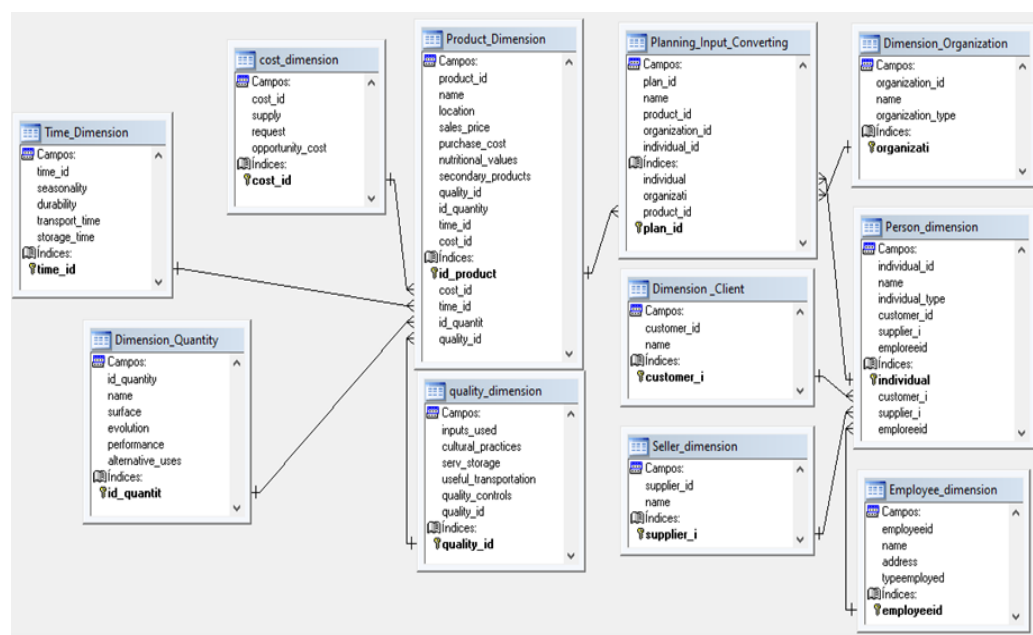 Time_Dimension
Campos:
time_id
seasonality
durability
transport_time
storage_time
Índices:
time_id
cost_dimension
Campos:
cost_id
supply
request
opportunity_cost
Índices:
cost_id
Dimension_Quantity
Campos:
id_quantity
name
surface
evolution
performance
alternative_uses
Índices:
id_quantit
Product_Dimension
Campos:
product_id
name
location
sales_price
purchase_cost
nutritional_values
secondary_products
quality_id
id_quantity
time_id
cost_id
Índices:
id_product
cost_id
time_id
id_quantit
quality_id
quality_dimension
Campos:
inputs_used
cultural_practices
serv_storage
useful_transportation
quality_controls
quality_id
Índices:
quality_id
Planning_Input_Converting
Campos:
plan_id
name
product_id
organization_id
individual_id
Índices:
individual
organizati
product_id
plan_id
Dimension _Client
Campos:
customer_id
name
Índices:
customer_i
Seller_dimension
Campos:
supplier_id
name
Índices:
supplier_i
Dimension_Organization
Campos:
organization_id
name
organization_type
Índices:
organizati
Person_dimension
Campos:
individual_id
name
individual_type
customer_id
supplier_i
emploreeid
Índices:
individual
customer_i
supplier_i
emploreeid
Employee_dimension
Campos:
employeeid
name
address
typeemployed
Índices:
employeeid